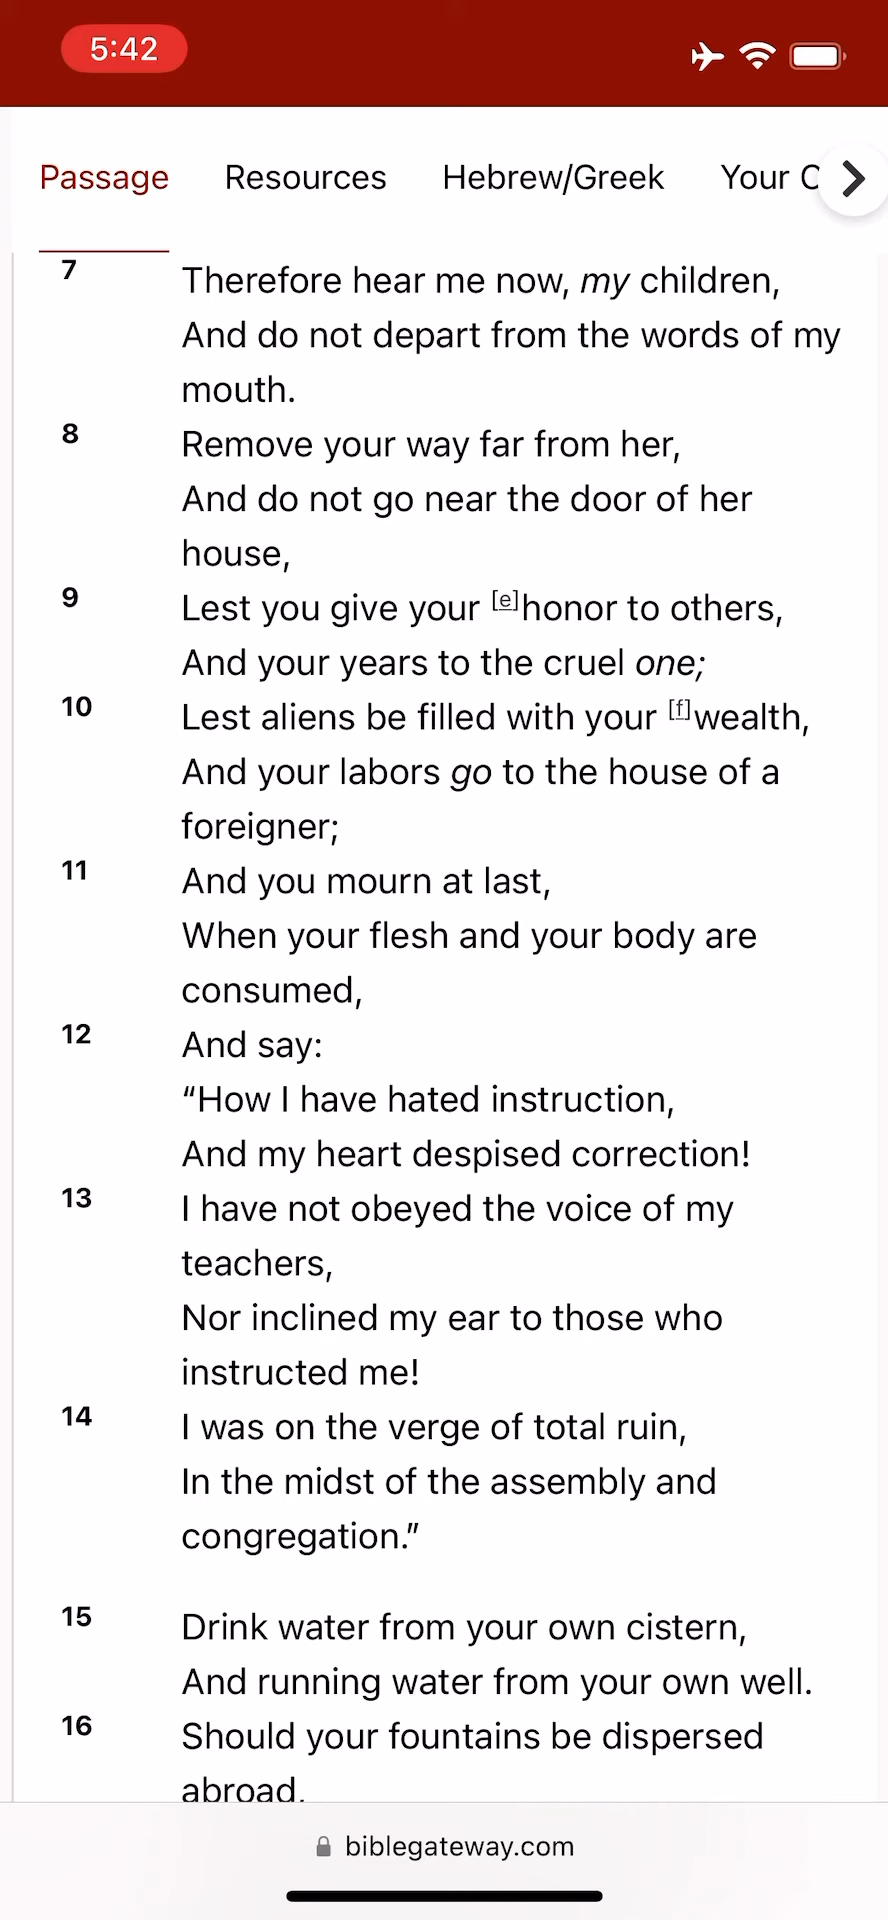 5:42
Passage Resources Hebrew/Greek Your C
7 Therefore hear me now, my children,
And do not depart from the words of my
mouth.
8 Remove your way far from her,
And do not go near the door of her
house,
9 Lest you give your [e]honor to others,
And your years to the cruel one;
10 Lest aliens be filled with your [f]wealth,
And your labors go to the house of a
foreigner;
11 And you mourn at last,
When your flesh and your body are
consumed,
12 And say:
“How I have hated instruction,
And my heart despised correction!
13 I have not obeyed the voice of my
teachers,
Nor inclined my ear to those who
instructed me!
14 I was on the verge of total ruin,
In the midst of the assembly and
congregation.”
15 Drink water from your own cistern,
And running water from your own well.
16 Should your fountains be dispersed
abroad,
biblegateway.com